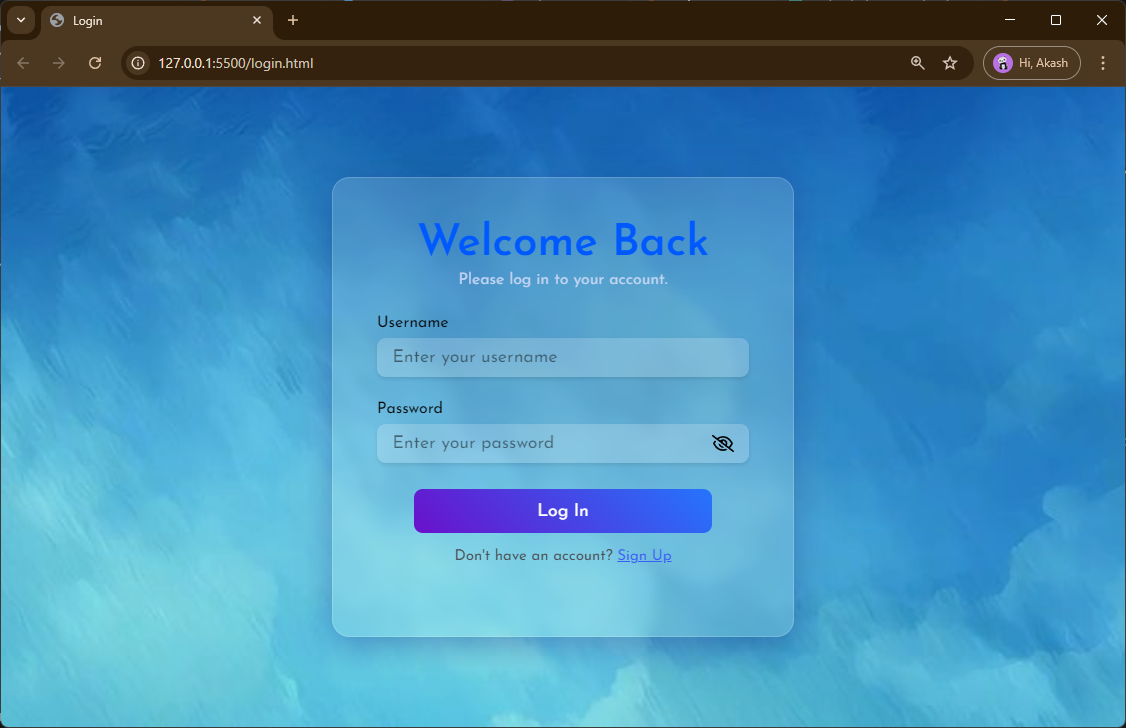 Login
127.0.0.1:5500/login.html
Hi, Akash
Welcome Back
Please log in to your account.
Username
Enter your username
Password
Enter your password
Log In
Don't have an account? Sign Up